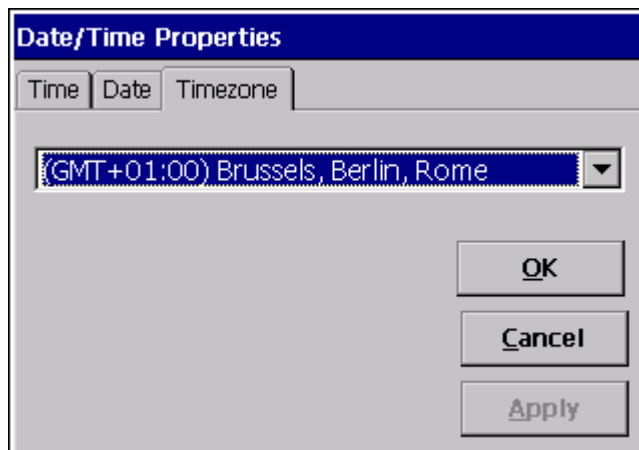 Date/Time Properties
Time Date Timezone
(GMT+01:00) Brussels, Berlin, Rome
OK
Cancel
Apply